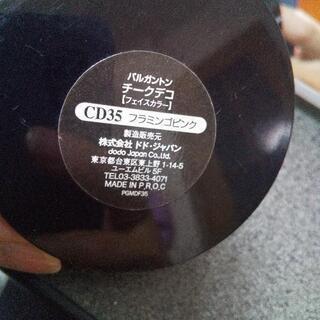 バルガントン
チークデコ
【フェイスカラー】
CD35 フラミンゴピンク
製造販売元
株式会社 ドド・ジャパン
dodo Japan Co.,Ltd.
東京都台東区東上野 1-14-5
ユーエムビル 5F
TEL03-3833-4071
MADE IN P.R.O.C
PGMDF35